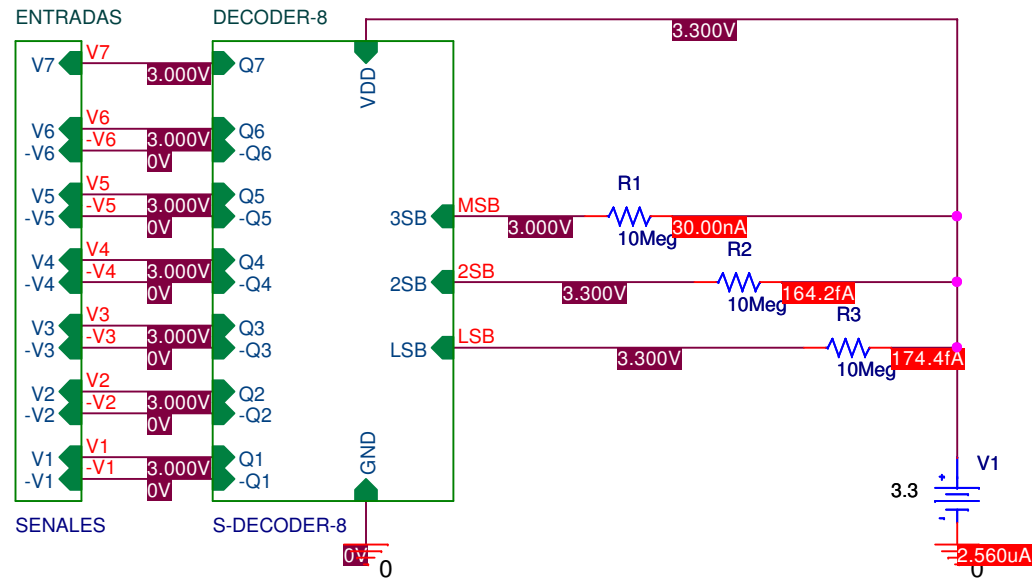 ENTRADAS
DECODER-8
3.300V
V7 V7 3.000V Q7
VDD
V6 V6 3.000V Q6
-V6 -V6 0V -Q6
V5 V5 3.000V Q5
-V5 -V5 0V -Q5
R1
3SB MSB 3.000V 10Meg 30.00nA
V4 V4 3.000V Q4
-V4 -V4 0V -Q4
R2
2SB 2SB 3.300V 10Meg 164.2fA
V3 V3 3.000V Q3
-V3 -V3 0V -Q3
R3
LSB LSB 3.300V 10Meg 174.4fA
V2 V2 3.000V Q2
-V2 -V2 0V -Q2
V1 V1 3.000V Q1
-V1 -V1 0V -Q1
GND
V1
3.3
+
-
SENALES
S-DECODER-8
0V
0
2.560uA
0